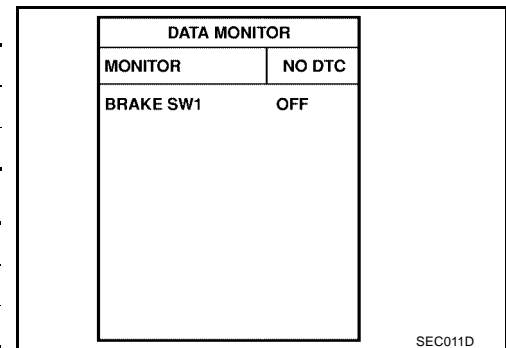 DATA MONITOR
MONITOR NO DTC
BRAKE SW1 OFF
SEC011D